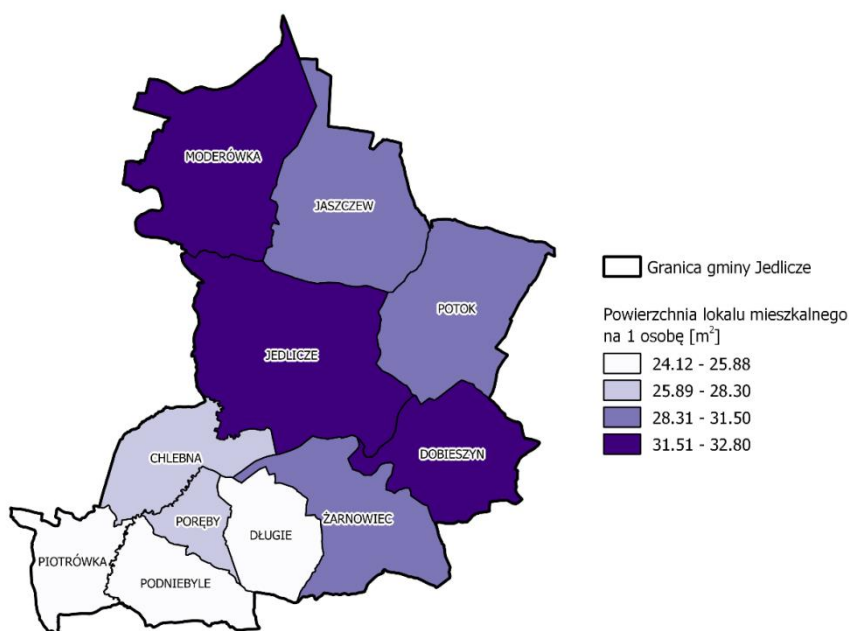 MODERÓWKA
JASZCZEW
POTOK
JEDLICZE
DOBIESZYN
CHLEBNA
PORĘBY
ŻARNOWIEC
DŁUGIE
PIOTRÓWKA
PODNIEBYLE
Granica gminy Jedlicze
Powierzchnia lokalu mieszkalnego
na 1 osobę [m²]
24.12 - 25.88
25.89 - 28.30
28.31 - 31.50
31.51 - 32.80